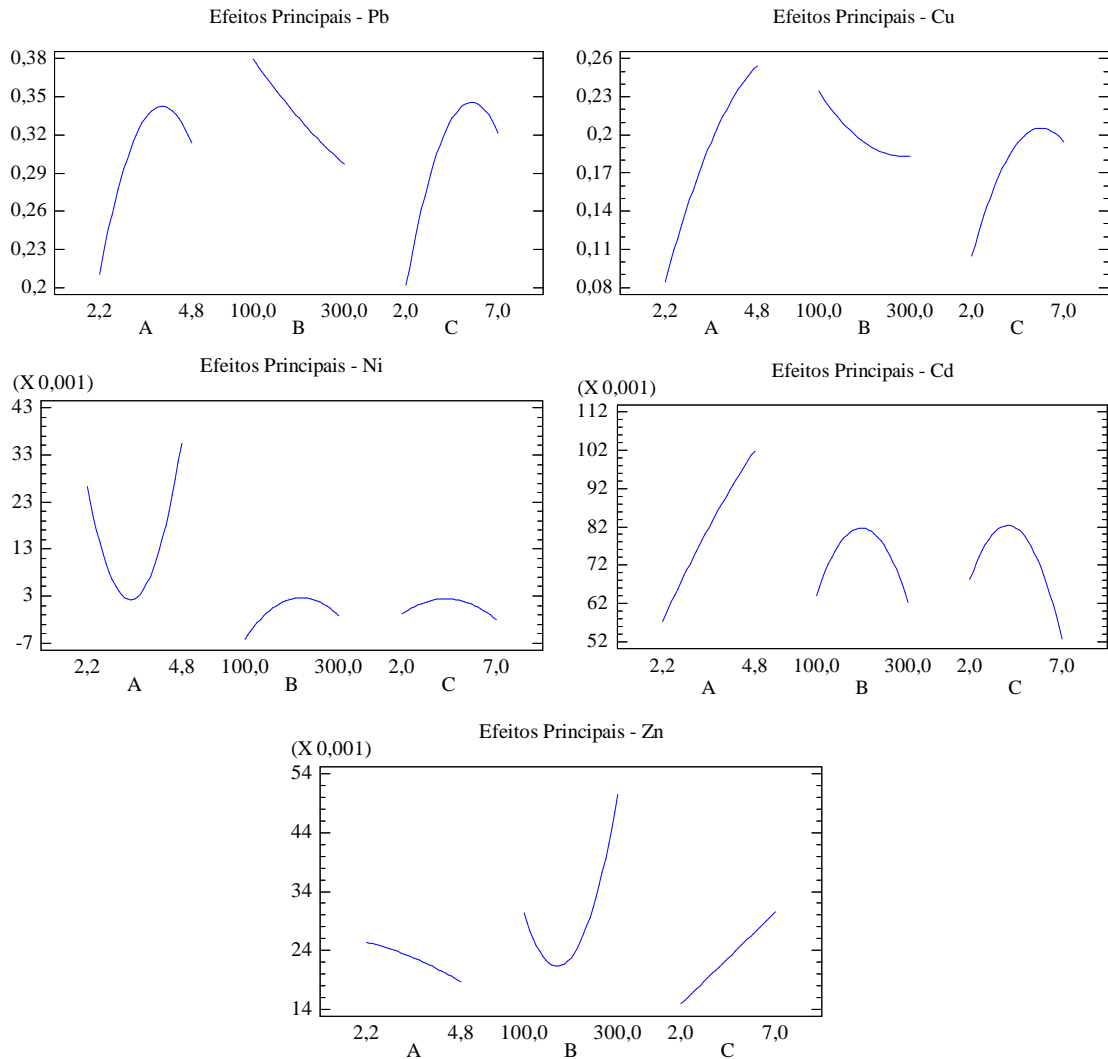 Efeitos Principais - Pb
0,38
0,35
0,32
0,29
0,26
0,23
0,2
2,2 4,8 100,0 300,0 2,0 7,0
A B C
Efeitos Principais - Cu
0,26
0,23
0,2
0,17
0,14
0,11
0,08
2,2 4,8 100,0 300,0 2,0 7,0
A B C
Efeitos Principais - Ni
(X 0,001)
43
33
23
13
3
-7
2,2 4,8 100,0 300,0 2,0 7,0
A B C
Efeitos Principais - Cd
(X 0,001)
112
102
92
82
72
62
52
2,2 4,8 100,0 300,0 2,0 7,0
A B C
Efeitos Principais - Zn
(X 0,001)
54
44
34
24
14
2,2 4,8 100,0 300,0 2,0 7,0
A B C